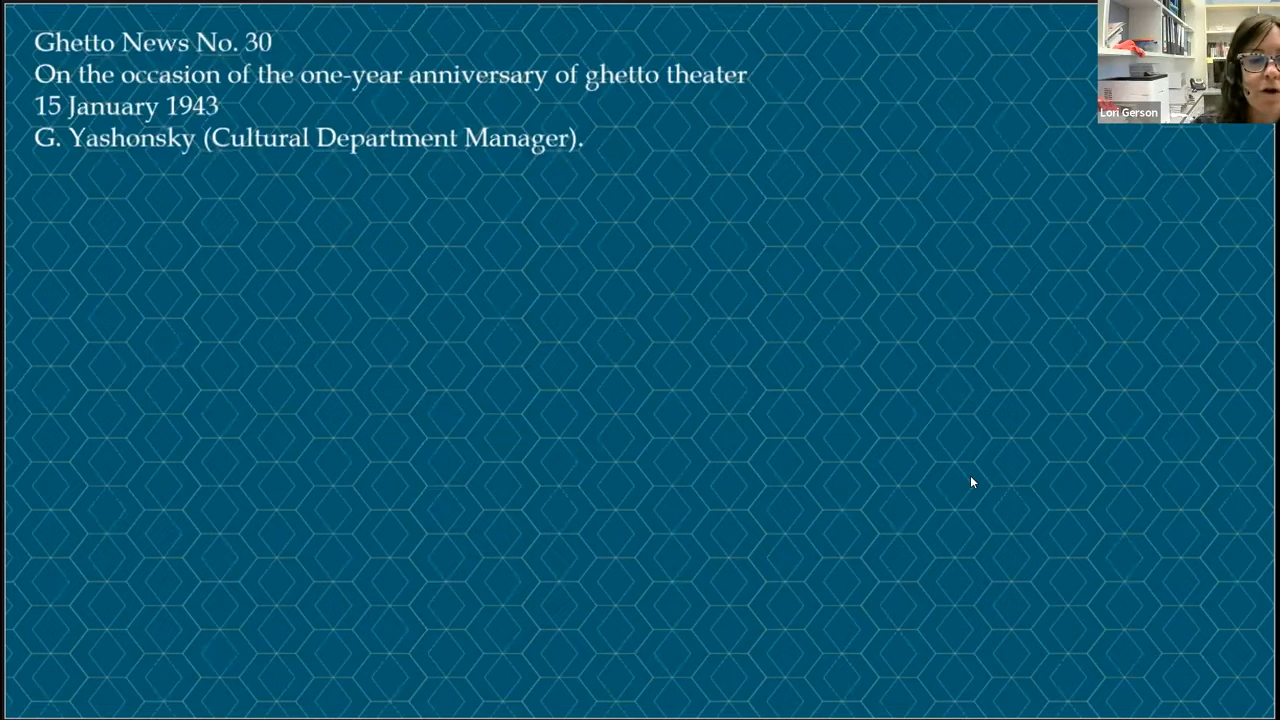 Ghetto News No. 30
On the occasion of the one-year anniversary of ghetto theater
15 January 1943
G. Yashonsky (Cultural Department Manager).
Lori Gerson